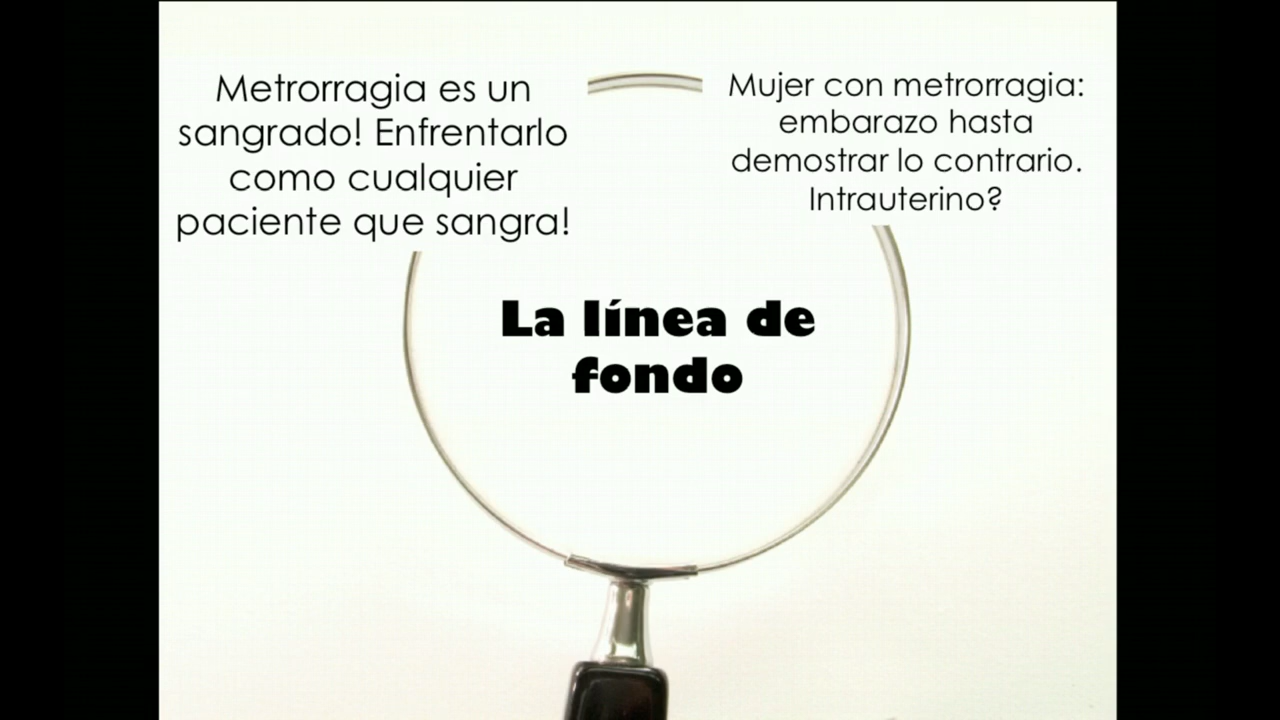 Metrorragia es un
sangrado! Enfrentarlo
como cualquier
paciente que sangra!
Mujer con metrorragia:
embarazo hasta
demostrar lo contrario.
Intrauterino?
La línea de
fondo